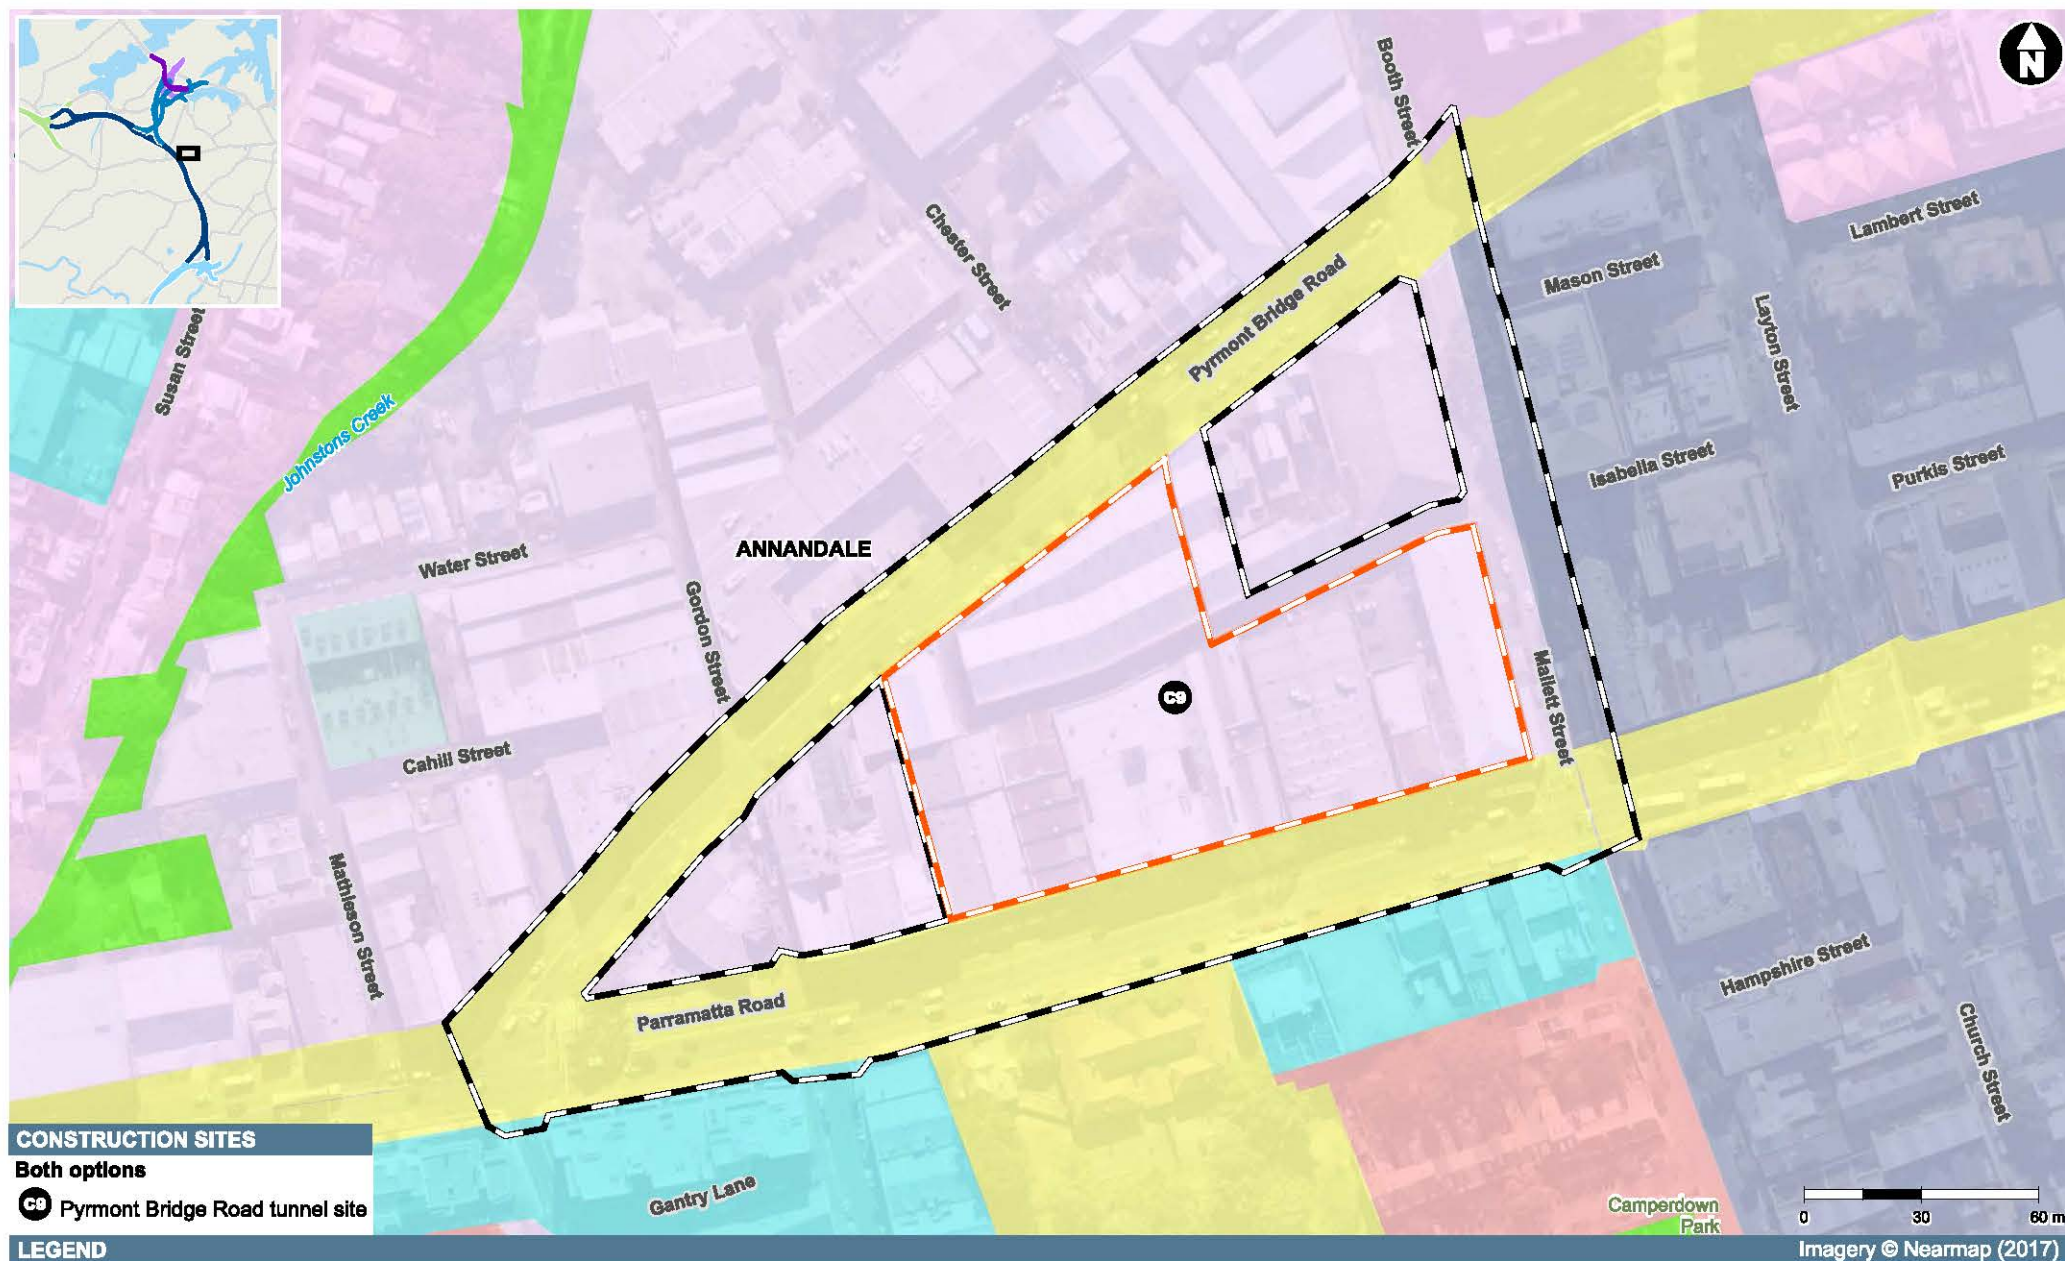 N
Booth Street
Chester Street
Lambert Street
Mason Street
Pyrmont Bridge Road
Susan Street
Layton Street
Johnstons Creek
Isabella Street
Purkis Street
Water Street
ANNANDALE
Gordon Street
C9
Mallett Street
Cahill Street
Mathieson Street
Hampshire Street
Parramatta Road
Church Street
CONSTRUCTION SITES
Both options
C9 Pyrmont Bridge Road tunnel site
Gantry Lane
Camperdown
Park
0 30 60 m
LEGEND
Imagery © Nearmap (2017)